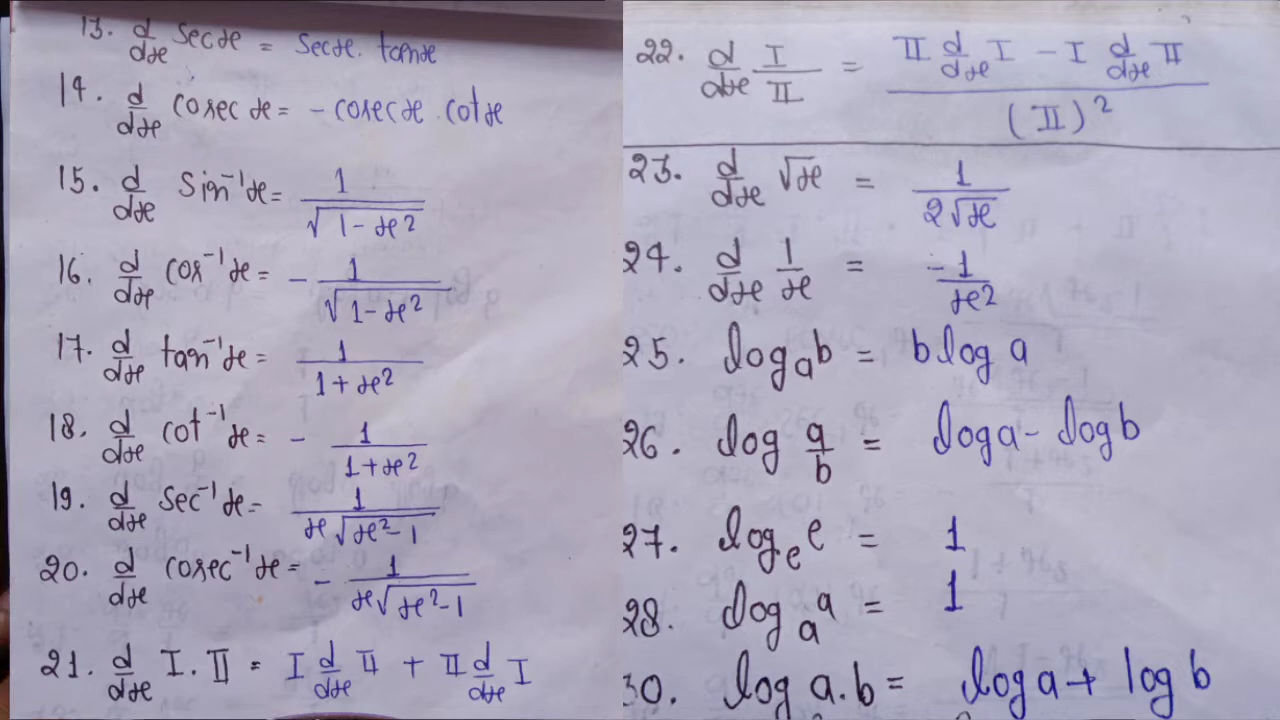 13. d/dx Secx = Secx. tanx
14. d/dx cosec x = - cosecx . cotx
15. d/dx Sin⁻¹x = 1/√(1-x²)
16. d/dx cos⁻¹x = - 1/√(1-x²)
17. d/dx tan⁻¹x = 1/(1+x²)
18. d/dx cot⁻¹x = - 1/(1+x²)
19. d/dx Sec⁻¹x = 1/(x√(x²-1))
20. d/dx cosec⁻¹x = - 1/(x√(x²-1))
21. d/dx I . II = I d/dx II + II d/dx I
22. d/dx I/II = (II d/dx I - I d/dx II)/(II)²
23. d/dx √x = 1/(2√x)
24. d/dx 1/x = -1/x²
25. logₐb = b log a
26. log a/b = loga - logb
27. logₑe = 1
28. logₐa = 1
30. log a.b = log a + log b